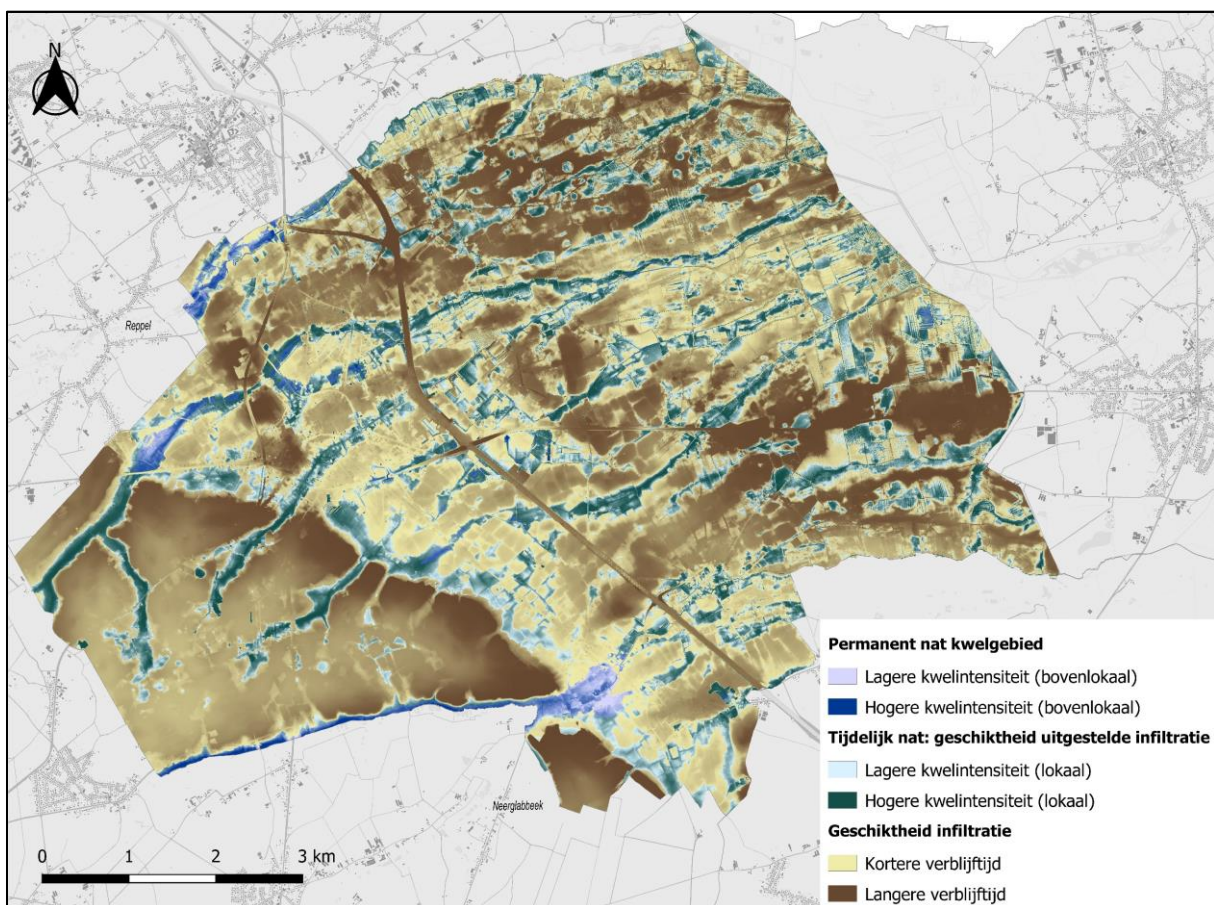 N
Reppel
Neerglabbeek
0 1 2 3 km
Permanent nat kwelgebied
Lagere kwelintensiteit (bovenlokaal)
Hogere kwelintensiteit (bovenlokaal)
Tijdelijk nat: geschiktheid uitgestelde infiltratie
Lagere kwelintensiteit (lokaal)
Hogere kwelintensiteit (lokaal)
Geschiktheid infiltratie
Kortere verblijftijd
Langere verblijftijd